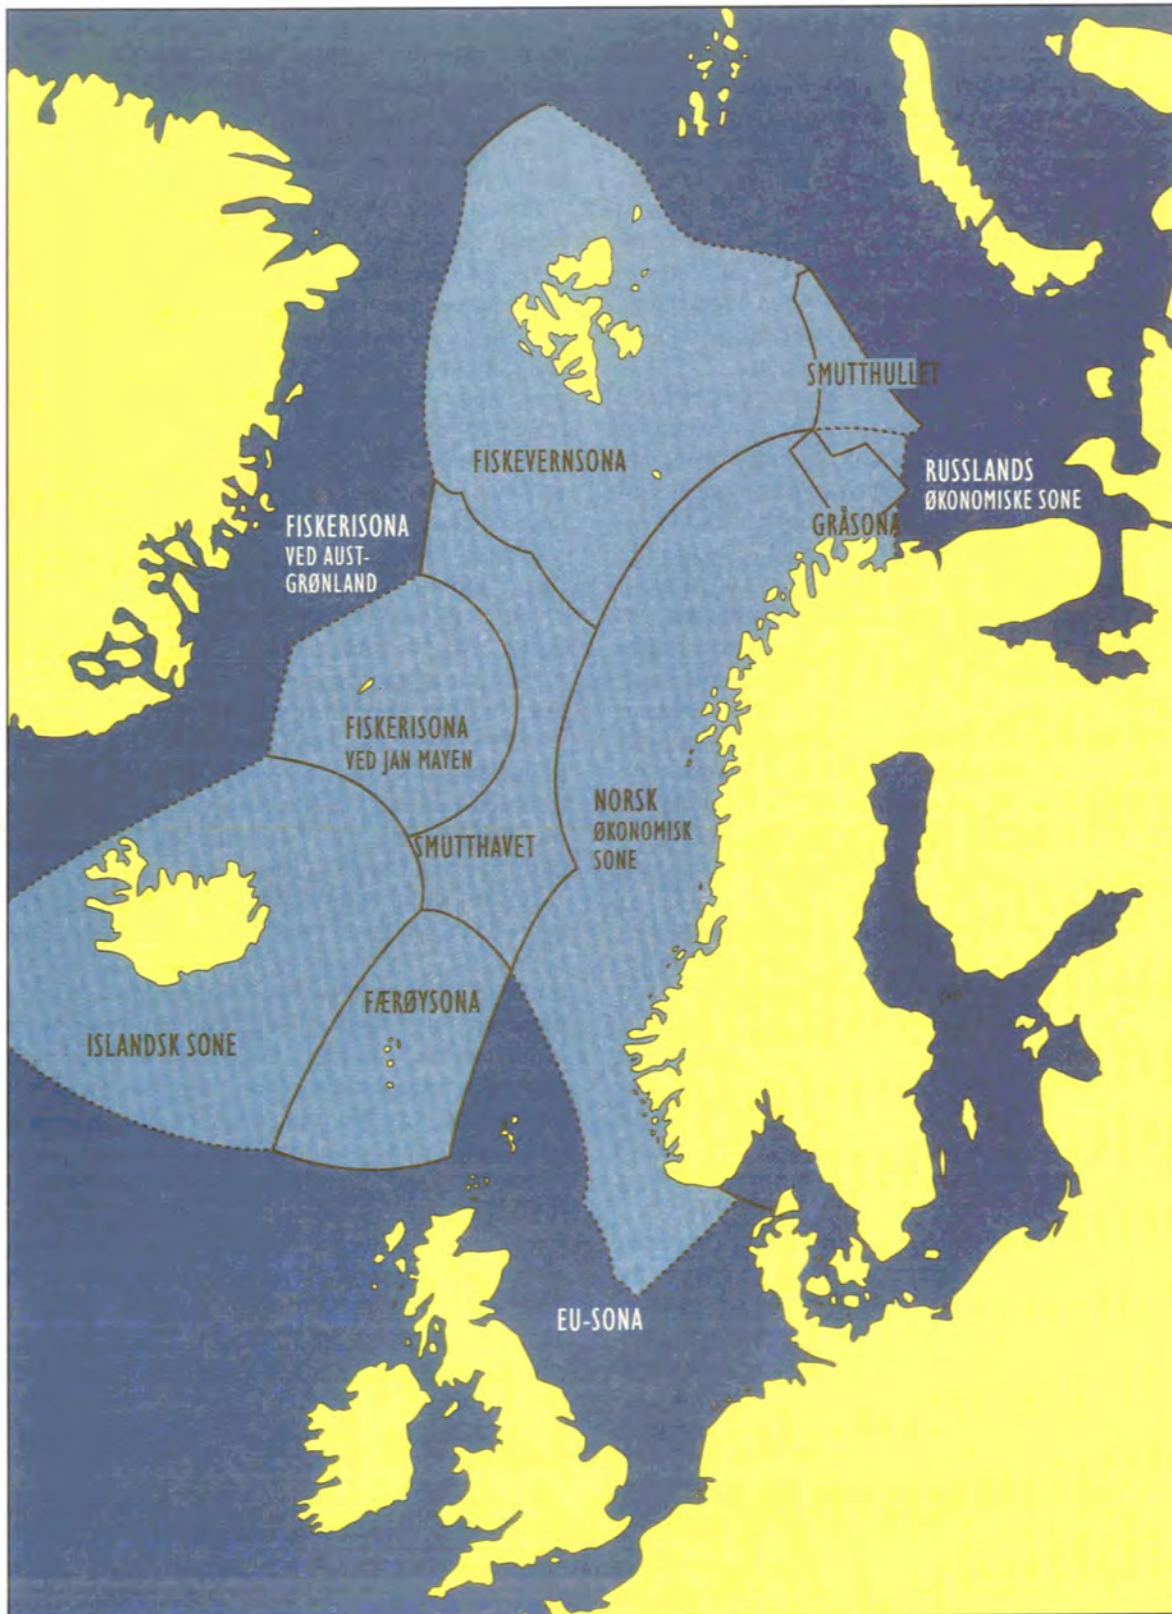 SMUTTHULLET
FISKEVERNSONA
RUSSLANDS
ØKONOMISKE SONE
GRÅSONA
FISKERISONA
VED AUST-
GRØNLAND
FISKERISONA
VED JAN MAYEN
NORSK
ØKONOMISK
SONE
SMUTTHAVET
FÆRØYSONA
ISLANDSK SONE
EU-SONA